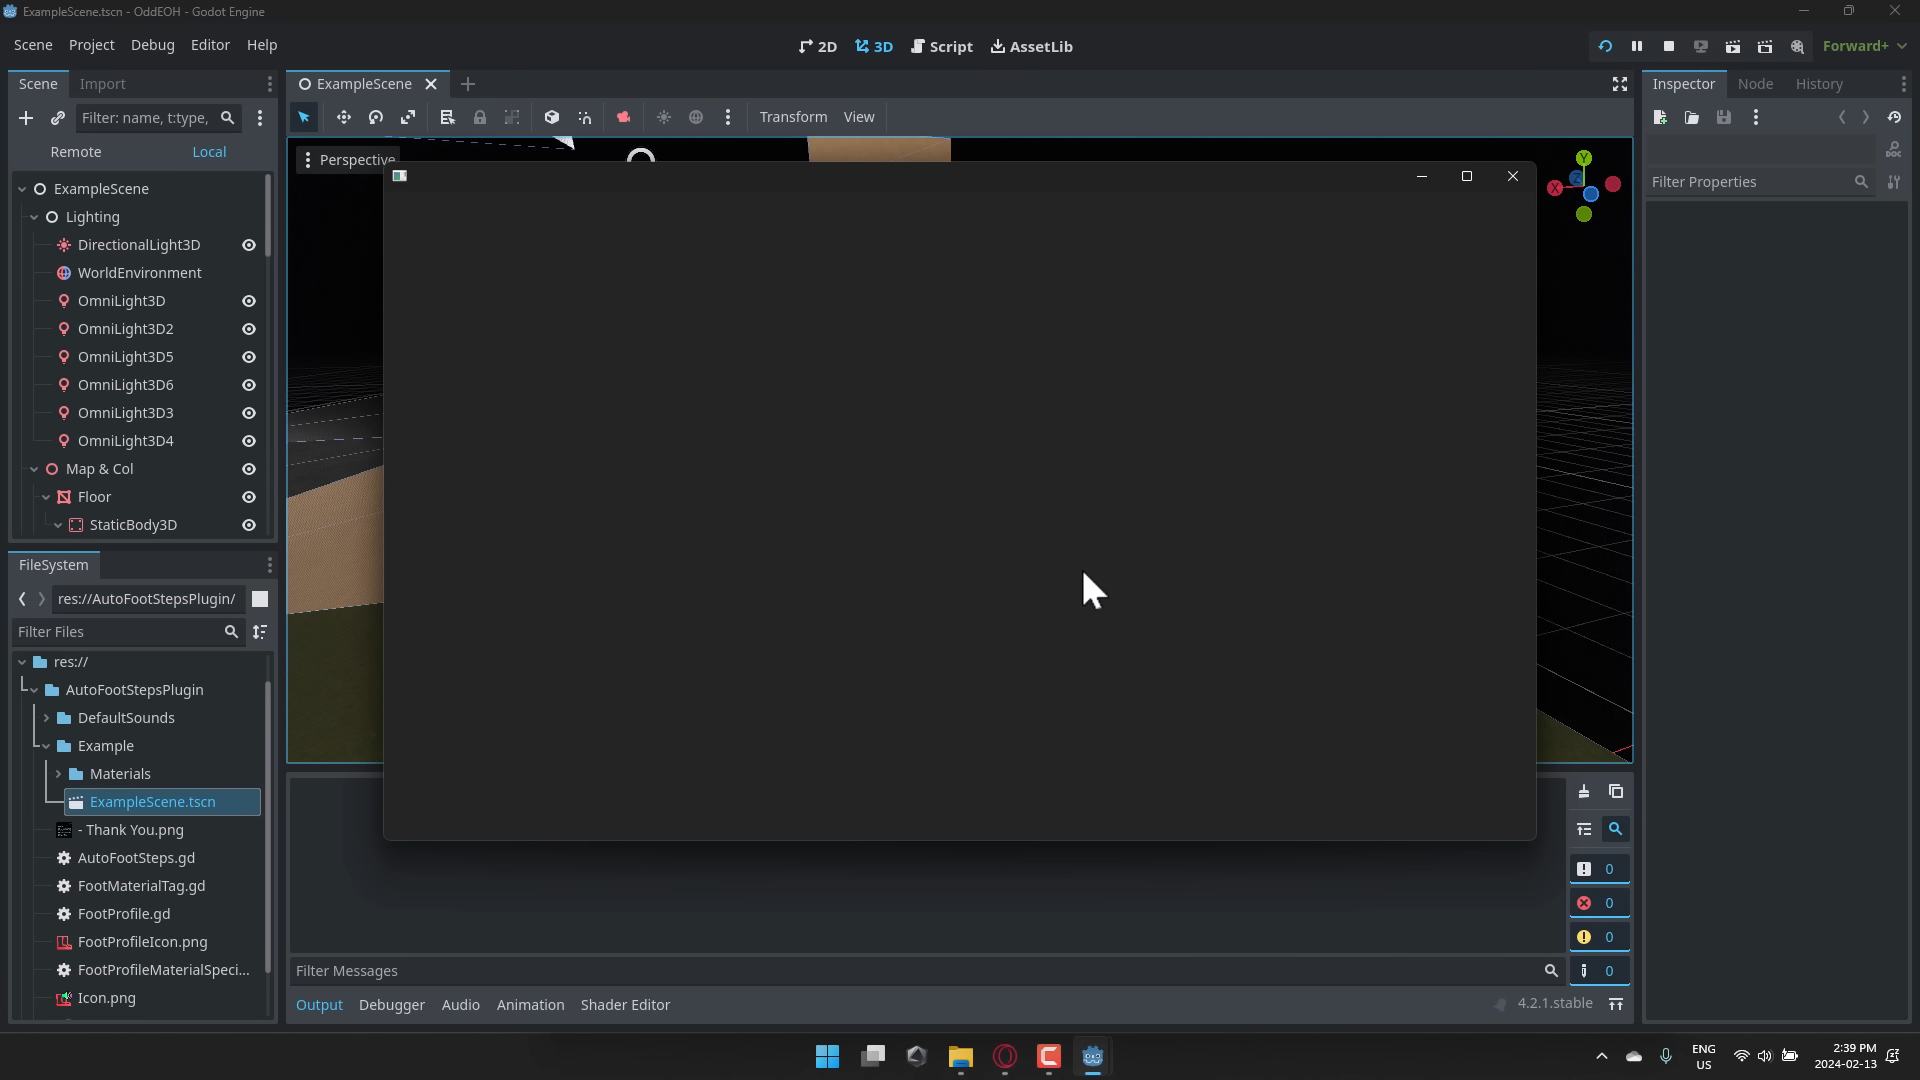 ExampleScene.tscn - OddEOH - Godot Engine
Scene Project Debug Editor Help
2D 3D Script AssetLib
Forward+
Scene Import
ExampleScene
Inspector Node History
Filter: name, t:type,
Transform View
Remote Local
Perspective
Filter Properties
DOC
Y
X
Z
ExampleScene
Lighting
DirectionalLight3D
WorldEnvironment
OmniLight3D
OmniLight3D2
OmniLight3D5
OmniLight3D6
OmniLight3D3
OmniLight3D4
Map & Col
Floor
StaticBody3D
FileSystem
res://AutoFootStepsPlugin/
Filter Files
res://
AutoFootStepsPlugin
DefaultSounds
Example
Materials
ExampleScene.tscn
- Thank You.png
AutoFootSteps.gd
FootMaterialTag.gd
FootProfile.gd
FootProfileIcon.png
FootProfileMaterialSpeci...
Icon.png
0
0
0
0
Filter Messages
Output Debugger Audio Animation Shader Editor
4.2.1.stable
ENG
US
2:39 PM
2024-02-13